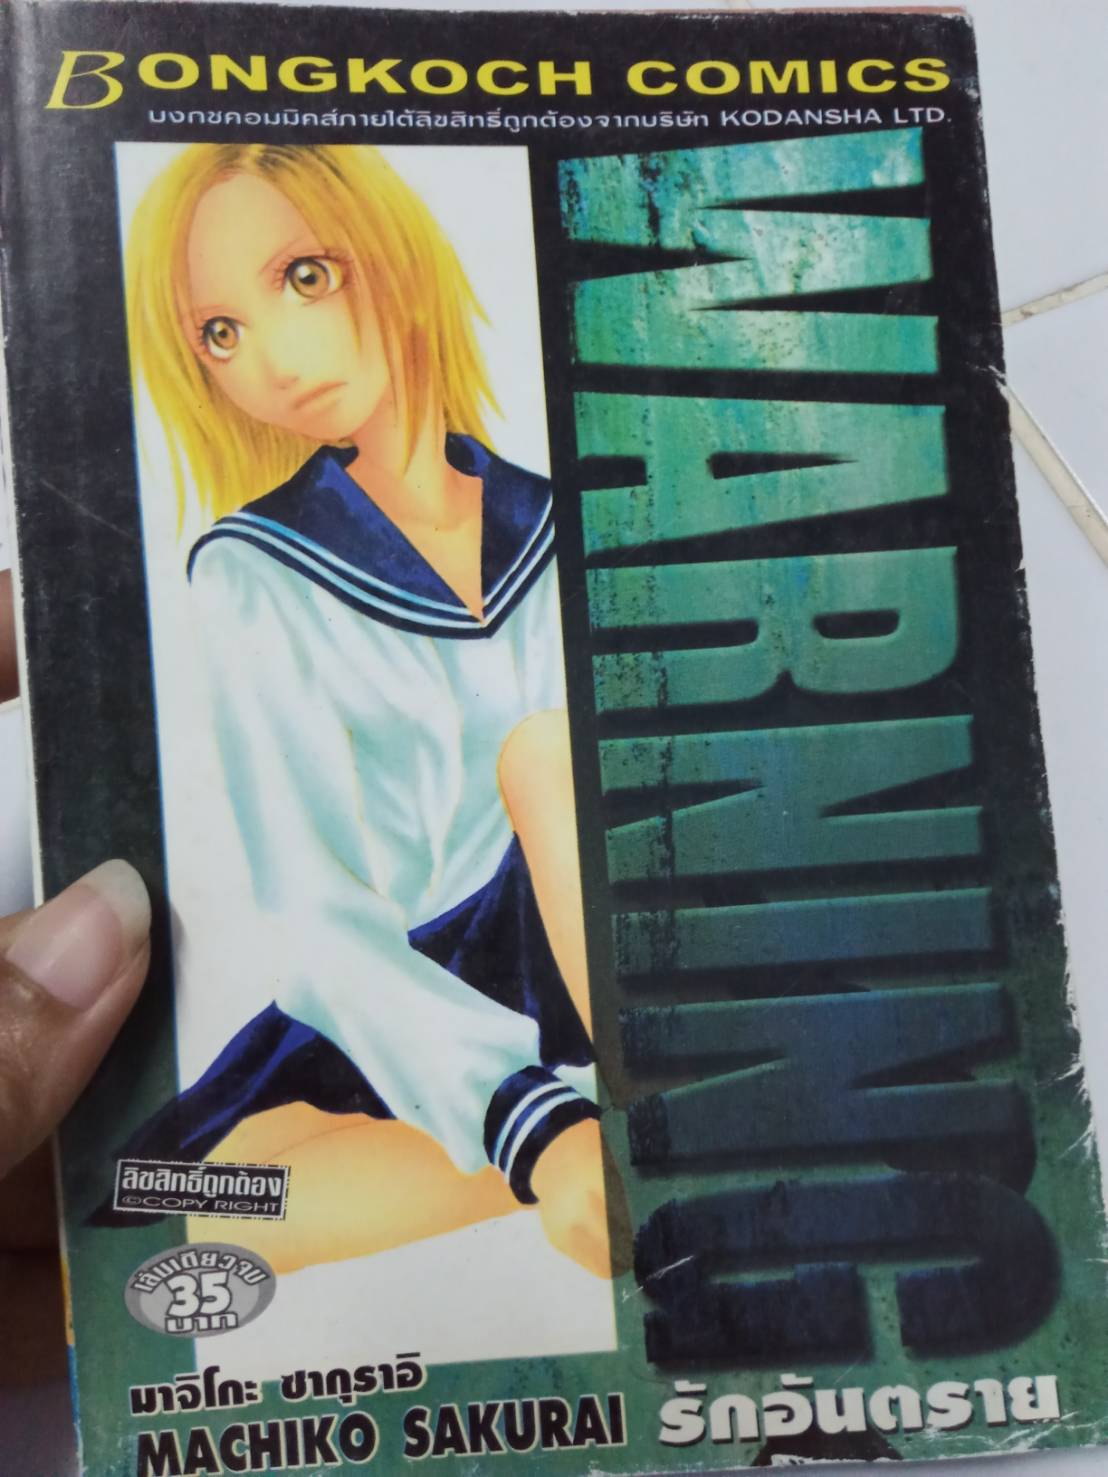 BONGKOCH COMICS
บงกชคอมมิคส์ภายใต้ลิขสิทธิ์ถูกต้องจากบริษัท KODANSHA LTD.
WARNING
ลิขสิทธิ์ถูกต้อง
©COPY RIGHT
เล่มเดียวจบ
35
บาท
มาจิโกะ ซากุราอิ
MACHIKO SAKURAI
รักอันตราย